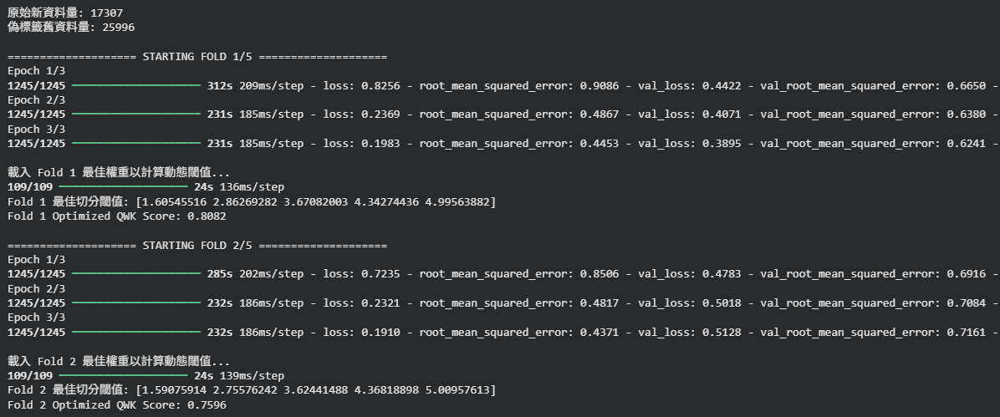 原始新資料量: 17307
偽標籤舊資料量: 25996
==================== STARTING FOLD 1/5 ====================
Epoch 1/3
1245/1245 ━━━━━━━━━━━━━━━━━━━━ 312s 209ms/step - loss: 0.8256 - root_mean_squared_error: 0.9086 - val_loss: 0.4422 - val_root_mean_squared_error: 0.6650 -
Epoch 2/3
1245/1245 ━━━━━━━━━━━━━━━━━━━━ 231s 185ms/step - loss: 0.2369 - root_mean_squared_error: 0.4867 - val_loss: 0.4071 - val_root_mean_squared_error: 0.6380 -
Epoch 3/3
1245/1245 ━━━━━━━━━━━━━━━━━━━━ 231s 185ms/step - loss: 0.1983 - root_mean_squared_error: 0.4453 - val_loss: 0.3895 - val_root_mean_squared_error: 0.6241 -
載入 Fold 1 最佳權重以計算動態閾值...
109/109 ━━━━━━━━━━━━━━━━━━━━ 24s 136ms/step
Fold 1 最佳切分閾值: [1.60545516 2.86269282 3.67082003 4.34274436 4.99563882]
Fold 1 Optimized QWK Score: 0.8082
==================== STARTING FOLD 2/5 ====================
Epoch 1/3
1245/1245 ━━━━━━━━━━━━━━━━━━━━ 285s 202ms/step - loss: 0.7235 - root_mean_squared_error: 0.8506 - val_loss: 0.4783 - val_root_mean_squared_error: 0.6916 -
Epoch 2/3
1245/1245 ━━━━━━━━━━━━━━━━━━━━ 232s 186ms/step - loss: 0.2321 - root_mean_squared_error: 0.4817 - val_loss: 0.5018 - val_root_mean_squared_error: 0.7084 -
Epoch 3/3
1245/1245 ━━━━━━━━━━━━━━━━━━━━ 232s 186ms/step - loss: 0.1910 - root_mean_squared_error: 0.4371 - val_loss: 0.5128 - val_root_mean_squared_error: 0.7161 -
載入 Fold 2 最佳權重以計算動態閾值...
109/109 ━━━━━━━━━━━━━━━━━━━━ 24s 139ms/step
Fold 2 最佳切分閾值: [1.59075914 2.75576242 3.62441488 4.36818898 5.00957613]
Fold 2 Optimized QWK Score: 0.7596